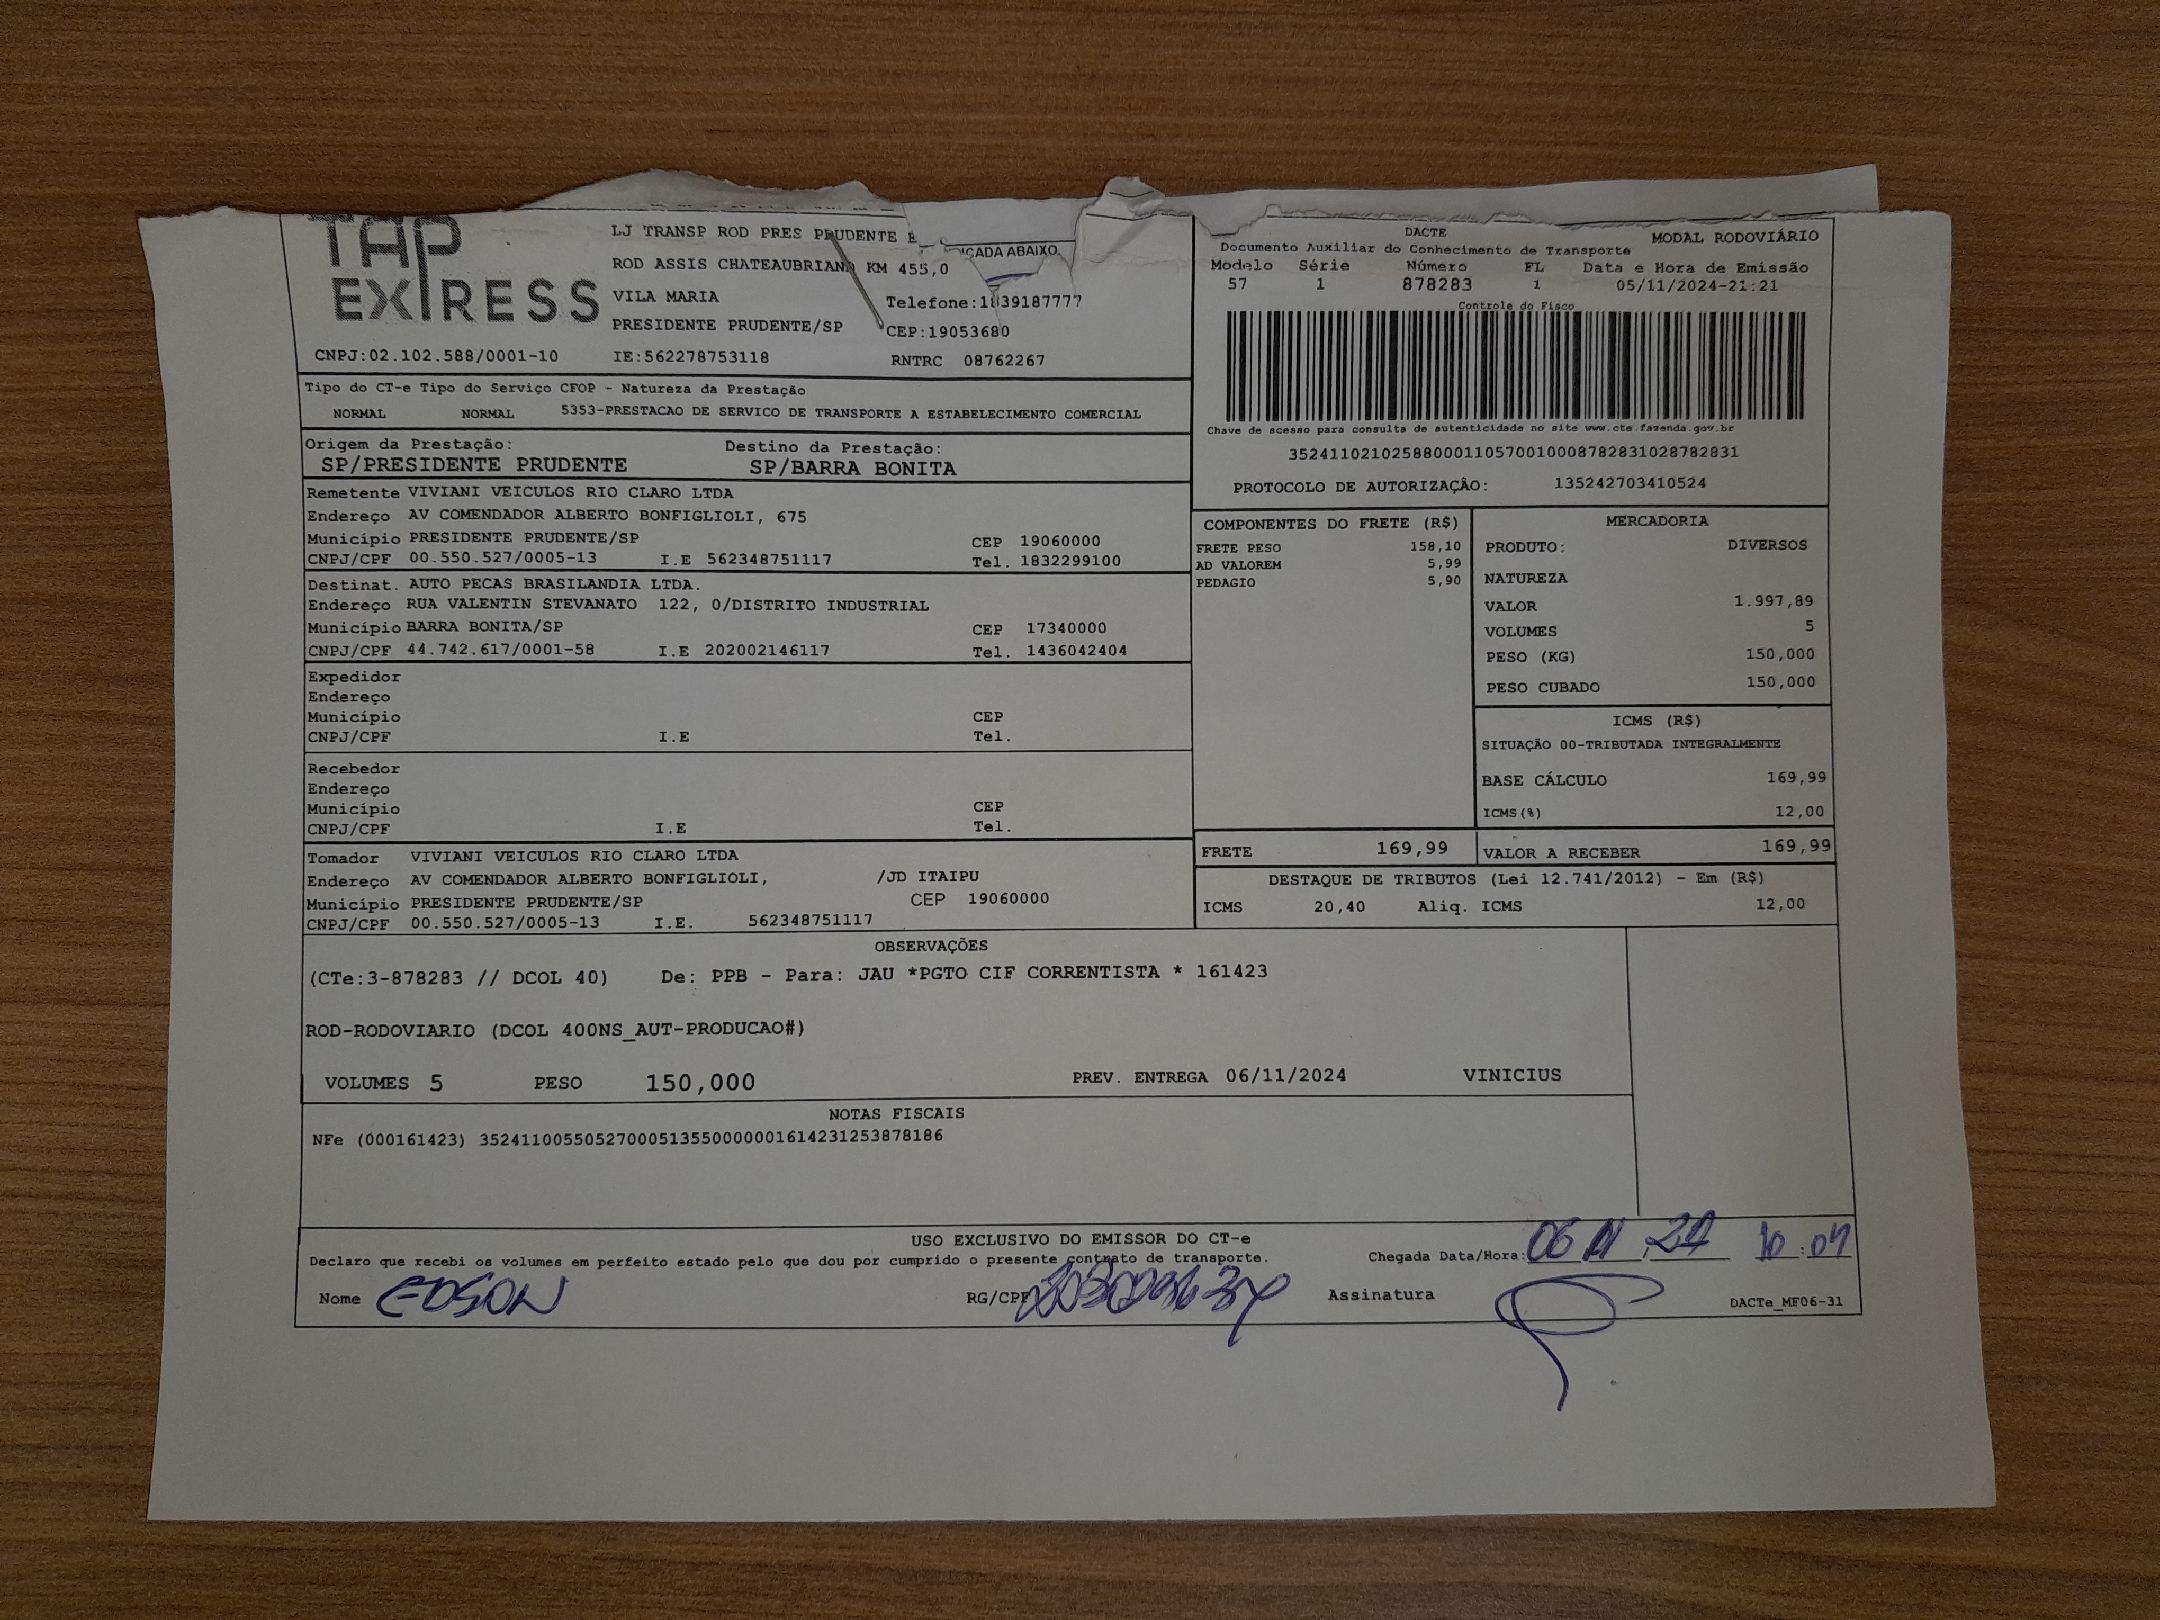 TAP
EXPRESS
LJ TRANSP ROD PRES PRUDENTE
ROD ASSIS CHATEAUBRIAND KM 455,0
VILA MARIA Telefone:1839187777
PRESIDENTE PRUDENTE/SP CEP:19053680
CNPJ:02.102.588/0001-10 IE:562278753118 RNTRC 08762267
CADA ABAIXO
DACTE MODAL RODOVIÁRIO
Documento Auxiliar do Conhecimento de Transporte
Modelo Série Número FL Data e Hora de Emissão
57 1 878283 1 05/11/2024-21:21
Controle do Fisco
Chave de acesso para consulta de autenticidade no site www.cte.fazenda.gov.br
35241102102588000110570010008782831028782831
PROTOCOLO DE AUTORIZAÇÃO: 135242703410524
Tipo do CT-e Tipo do Serviço CFOP - Natureza da Prestação
NORMAL NORMAL 5353-PRESTACAO DE SERVICO DE TRANSPORTE A ESTABELECIMENTO COMERCIAL
Origem da Prestação: Destino da Prestação:
SP/PRESIDENTE PRUDENTE SP/BARRA BONITA
Remetente VIVIANI VEICULOS RIO CLARO LTDA
Endereço AV COMENDADOR ALBERTO BONFIGLIOLI, 675
Município PRESIDENTE PRUDENTE/SP CEP 19060000
CNPJ/CPF 00.550.527/0005-13 I.E 562348751117 Tel. 1832299100
Destinat. AUTO PECAS BRASILANDIA LTDA.
Endereço RUA VALENTIN STEVANATO 122, 0/DISTRITO INDUSTRIAL
Município BARRA BONITA/SP CEP 17340000
CNPJ/CPF 44.742.617/0001-58 I.E 202002146117 Tel. 1436042404
Expedidor
Endereço
Município CEP
CNPJ/CPF I.E Tel.
Recebedor
Endereço
Município CEP
CNPJ/CPF I.E Tel.
Tomador VIVIANI VEICULOS RIO CLARO LTDA
Endereço AV COMENDADOR ALBERTO BONFIGLIOLI, /JD ITAIPU
Município PRESIDENTE PRUDENTE/SP CEP 19060000
CNPJ/CPF 00.550.527/0005-13 I.E. 562348751117
COMPONENTES DO FRETE (R$)
FRETE PESO 158,10
AD VALOREM 5,99
PEDAGIO 5,90
MERCADORIA
PRODUTO: DIVERSOS
NATUREZA
VALOR 1.997,89
VOLUMES 5
PESO (KG) 150,000
PESO CUBADO 150,000
ICMS (R$)
SITUAÇÃO 00-TRIBUTADA INTEGRALMENTE
BASE CÁLCULO 169,99
ICMS(%) 12,00
FRETE 169,99 VALOR A RECEBER 169,99
DESTAQUE DE TRIBUTOS (Lei 12.741/2012) - Em (R$)
ICMS 20,40 Aliq. ICMS 12,00
OBSERVAÇÕES
(CTe:3-878283 // DCOL 40) De: PPB - Para: JAU *PGTO CIF CORRENTISTA * 161423
ROD-RODOVIARIO (DCOL 400NS_AUT-PRODUCAO#)
VOLUMES 5 PESO 150,000 PREV. ENTREGA 06/11/2024 VINICIUS
NOTAS FISCAIS
NFe (000161423) 35241100550527000513550000001614231253878186
USO EXCLUSIVO DO EMISSOR DO CT-e
Declaro que recebi os volumes em perfeito estado pelo que dou por cumprido o presente contrato de transporte.
Chegada Data/Hora: 06 11 24 10:07
Nome EDSON RG/CPF Assinatura DACTe_MF06-31